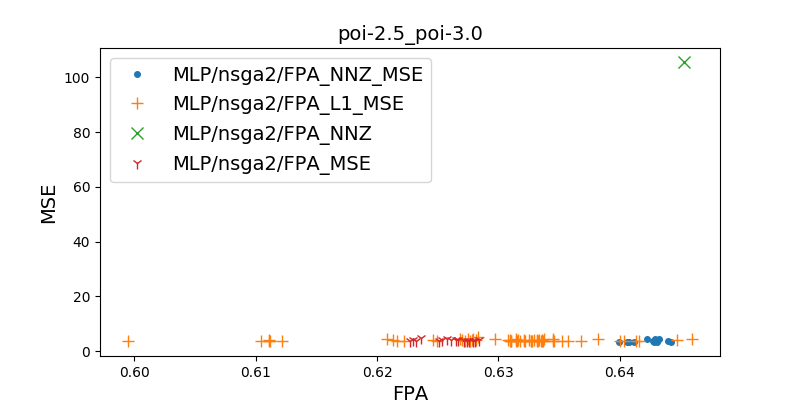 poi-2.5_poi-3.0
MLP/nsga2/FPA_NNZ_MSE
MLP/nsga2/FPA_L1_MSE
MLP/nsga2/FPA_NNZ
MLP/nsga2/FPA_MSE
100
80
60
40
20
0
MSE
0.60 0.61 0.62 0.63 0.64
FPA